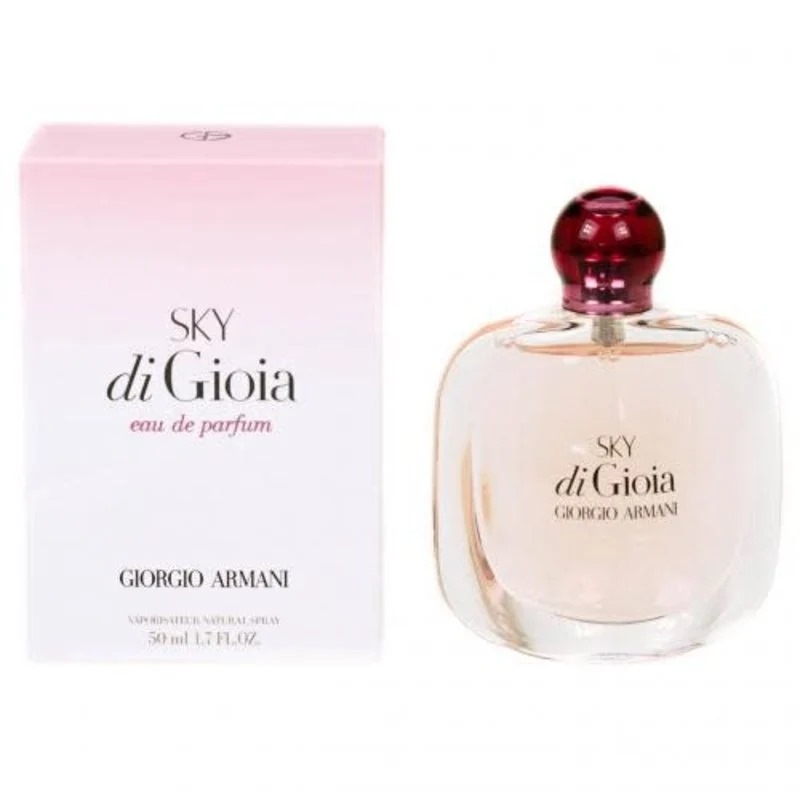 SKY
di Gioia
eau de parfum
GIORGIO ARMANI
VAPORISATEUR NATURAL SPRAY
50 ml 1.7 FL.OZ.
SKY
di Gioia
GIORGIO ARMANI